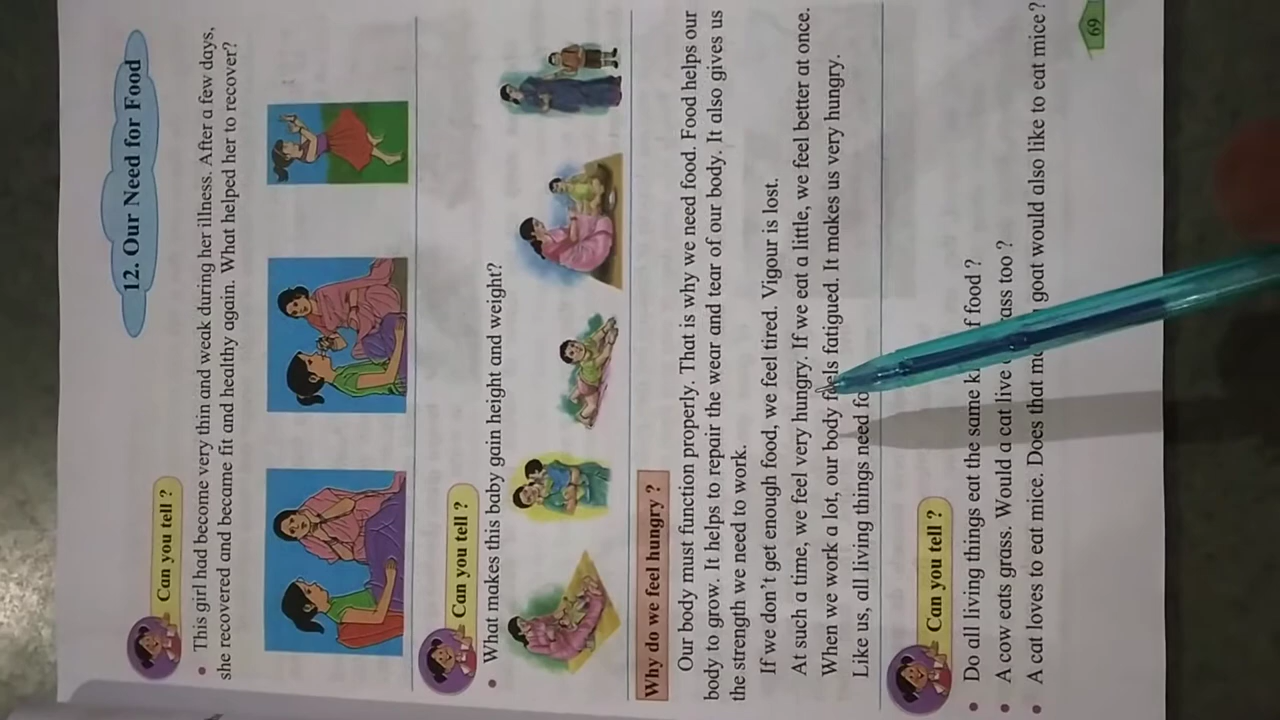 12. Our Need for Food
Can you tell ?
• This girl had become very thin and weak during her illness. After a few days,
she recovered and became fit and healthy again. What helped her to recover?
Can you tell ?
• What makes this baby gain height and weight?
Why do we feel hungry ?
Our body must function properly. That is why we need food. Food helps our
body to grow. It helps to repair the wear and tear of our body. It also gives us
the strength we need to work.
If we don't get enough food, we feel tired. Vigour is lost.
At such a time, we feel very hungry. If we eat a little, we feel better at once.
When we work a lot, our body feels fatigued. It makes us very hungry.
Like us, all living things need
Can you tell ?
• Do all living things eat the same of food ?
• A cow eats grass. Would a cat live too ?
• A cat loves to eat mice. Does that goat would also like to eat mice?
69